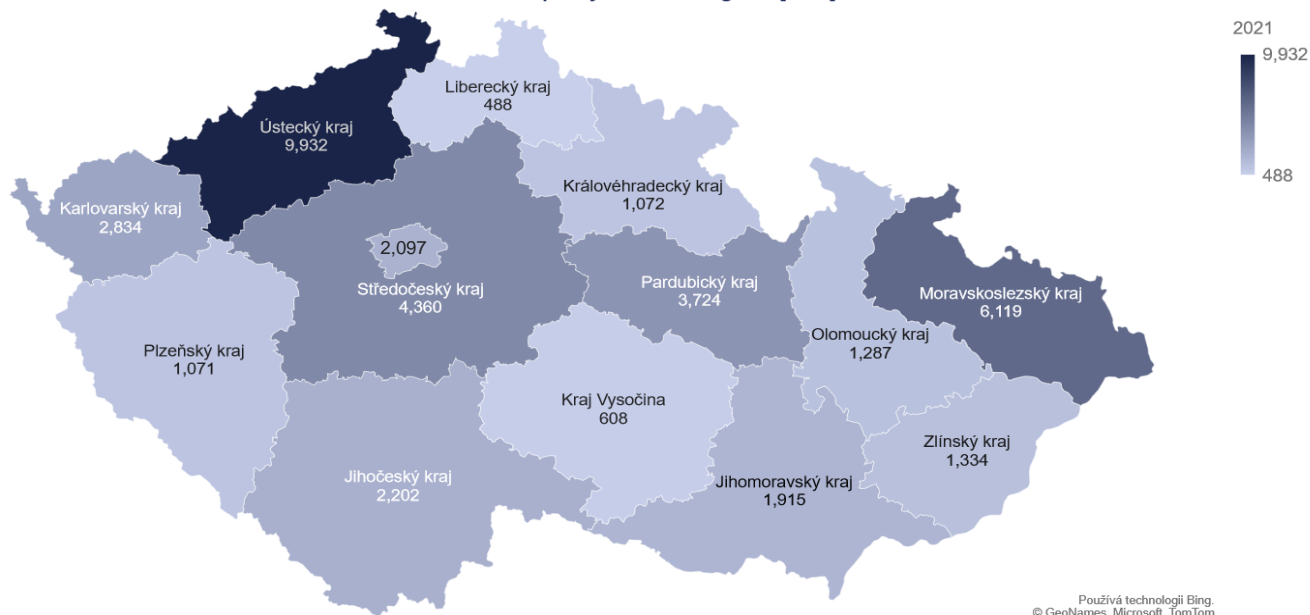 2021
9,932
488
Liberecký kraj
488
Ústecký kraj
9,932
Královéhradecký kraj
1,072
Karlovarský kraj
2,834
2,097
Středočeský kraj
4,360
Pardubický kraj
3,724
Moravskoslezský kraj
6,119
Olomoucký kraj
1,287
Plzeňský kraj
1,071
Kraj Vysočina
608
Zlínský kraj
1,334
Jihočeský kraj
2,202
Jihomoravský kraj
1,915
Používá technologii Bing.
© GeoNames, Microsoft, TomTom